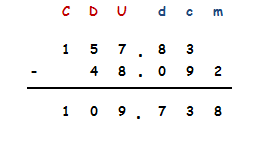 C D U d c m
1 5 7 . 8 3
- 4 8 . 0 9 2
1 0 9 . 7 3 8